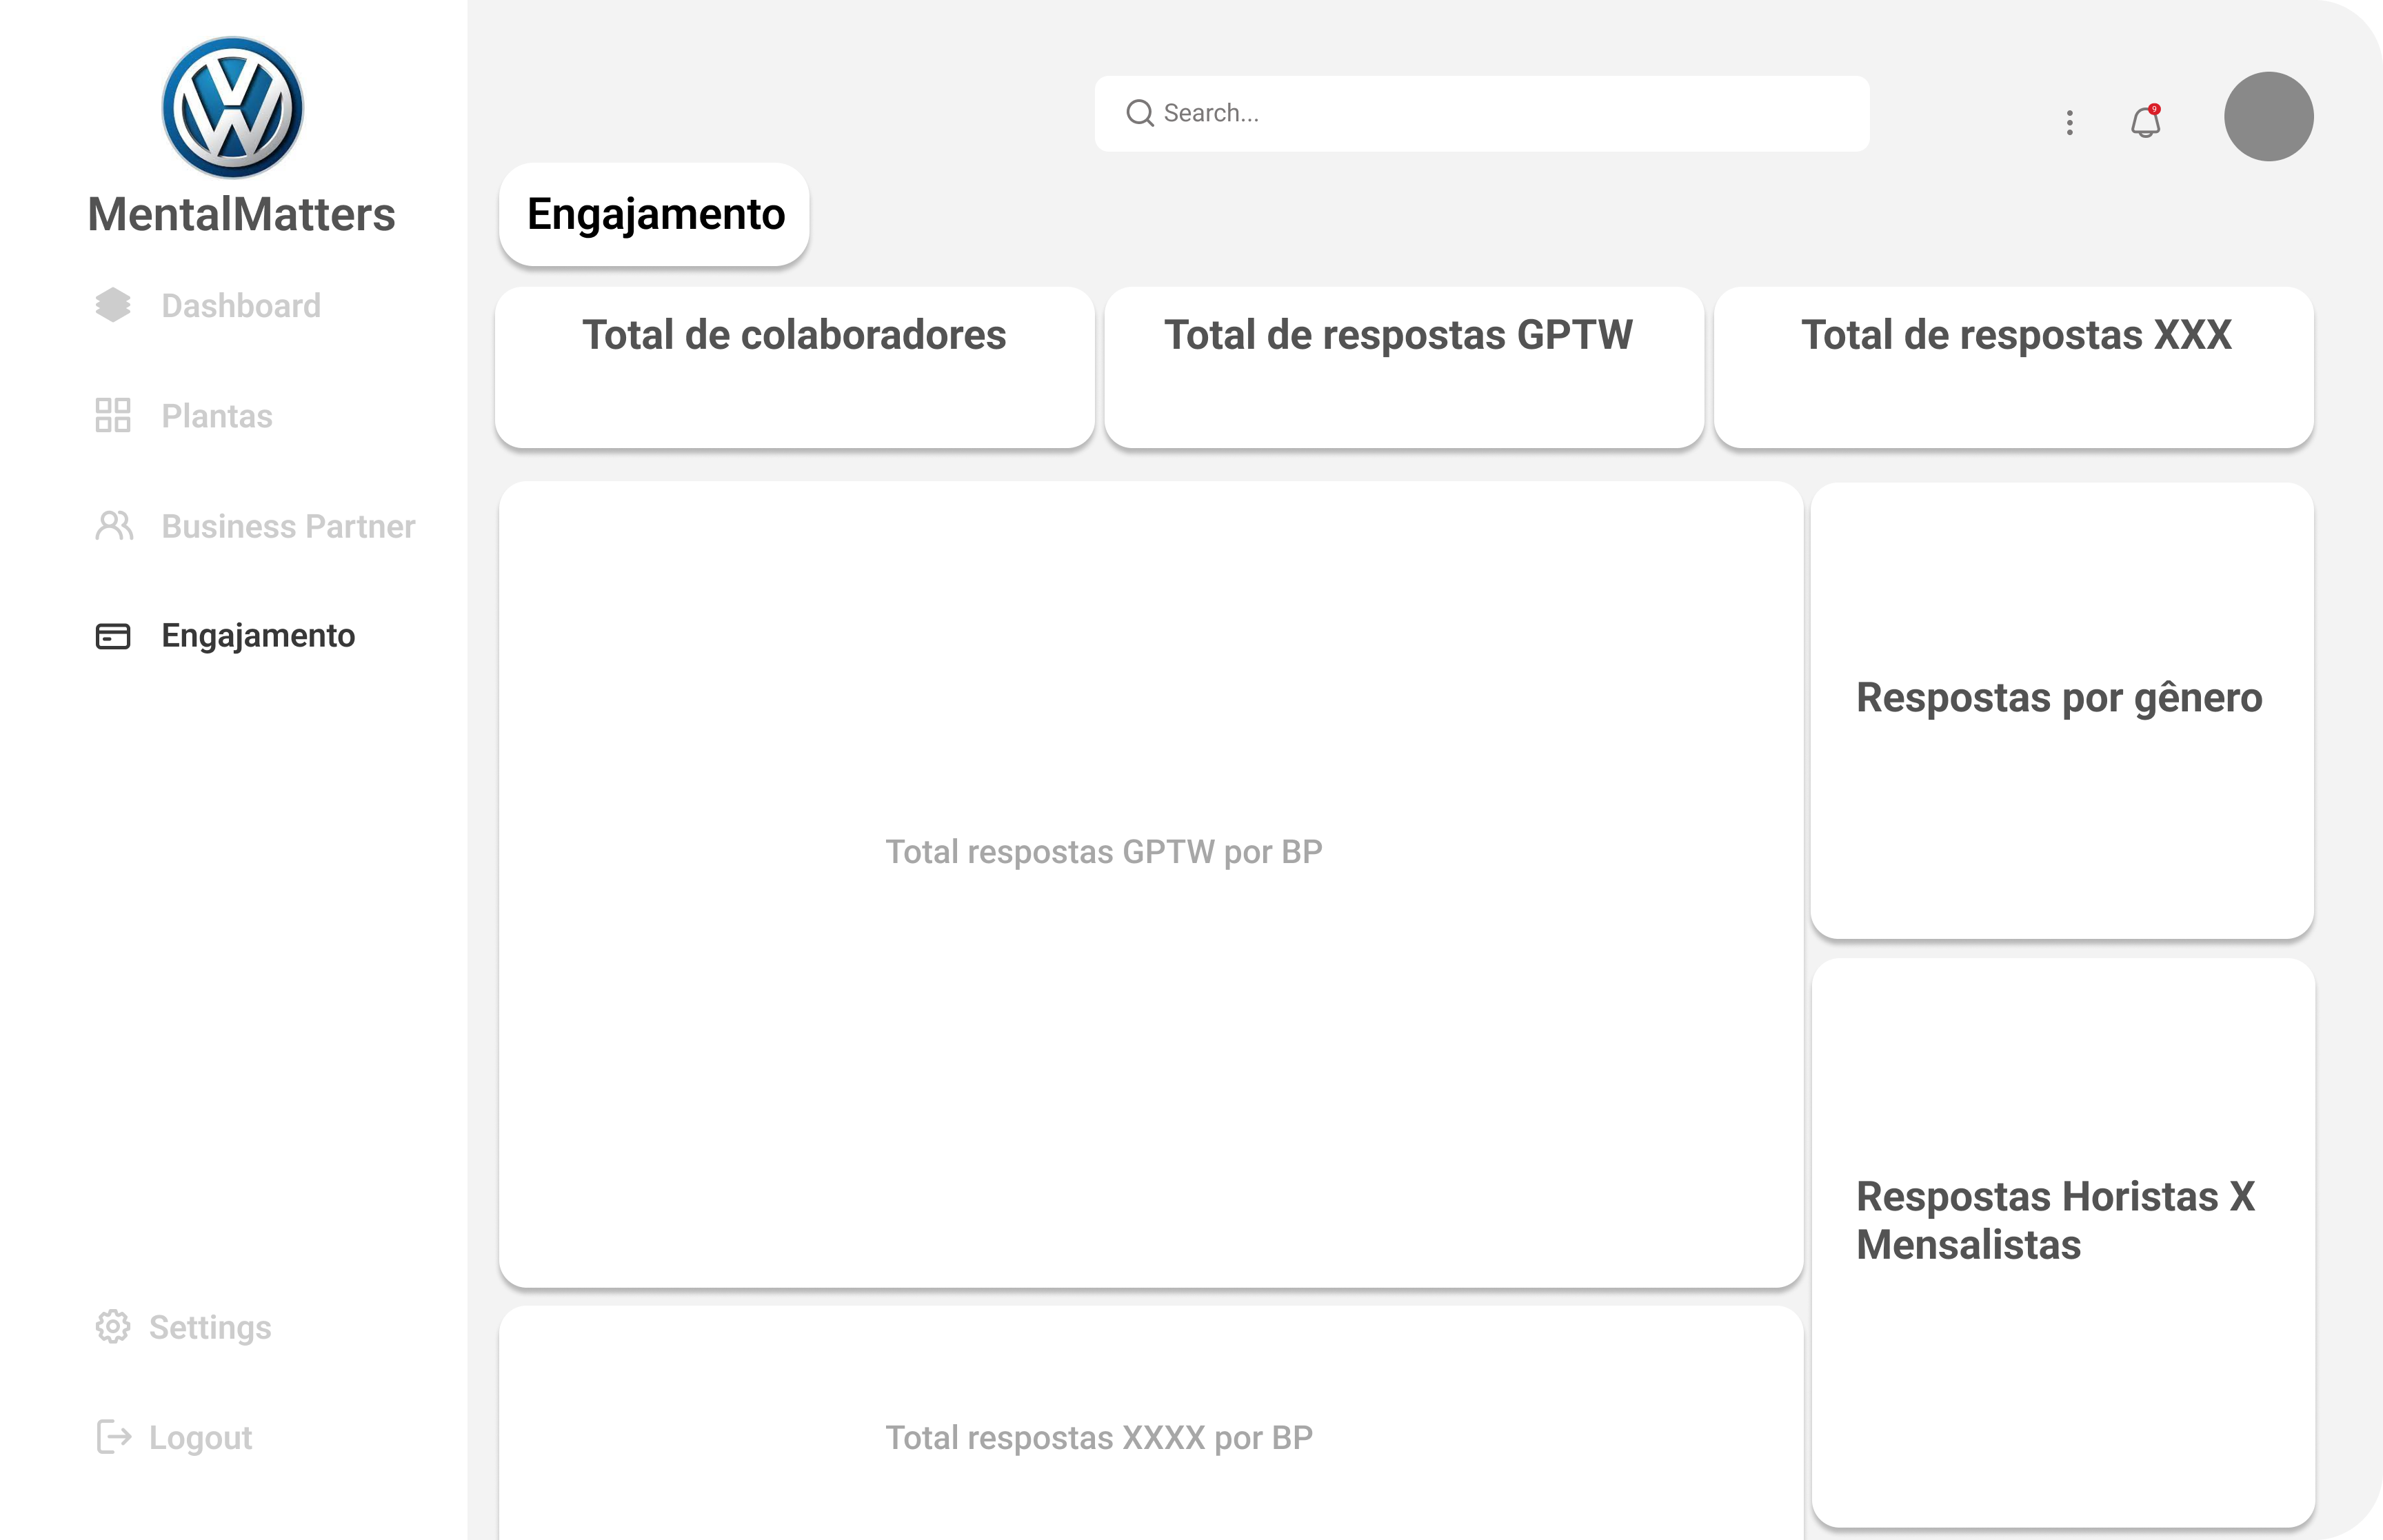 MentalMatters
Dashboard
Plantas
Business Partner
Engajamento
Settings
Logout
Search...
9
Engajamento
Total de colaboradores
Total de respostas GPTW
Total de respostas XXX
Total respostas GPTW por BP
Respostas por gênero
Respostas Horistas X
Mensalistas
Total respostas XXXX por BP